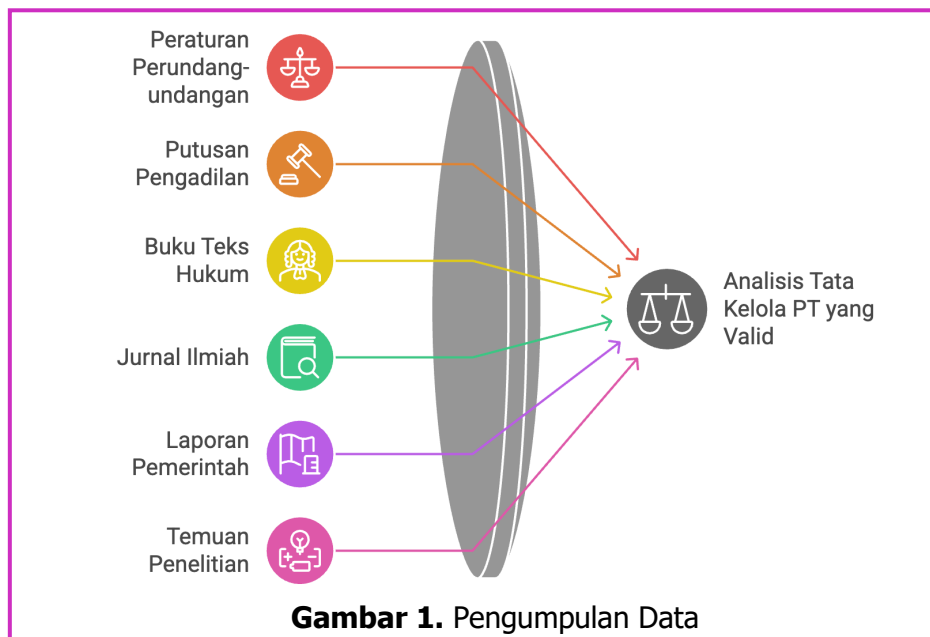 Peraturan
Perundang-
undangan
Putusan
Pengadilan
Buku Teks
Hukum
Jurnal Ilmiah
Laporan
Pemerintah
Temuan
Penelitian
Analisis Tata
Kelola PT yang
Valid
Gambar 1. Pengumpulan Data